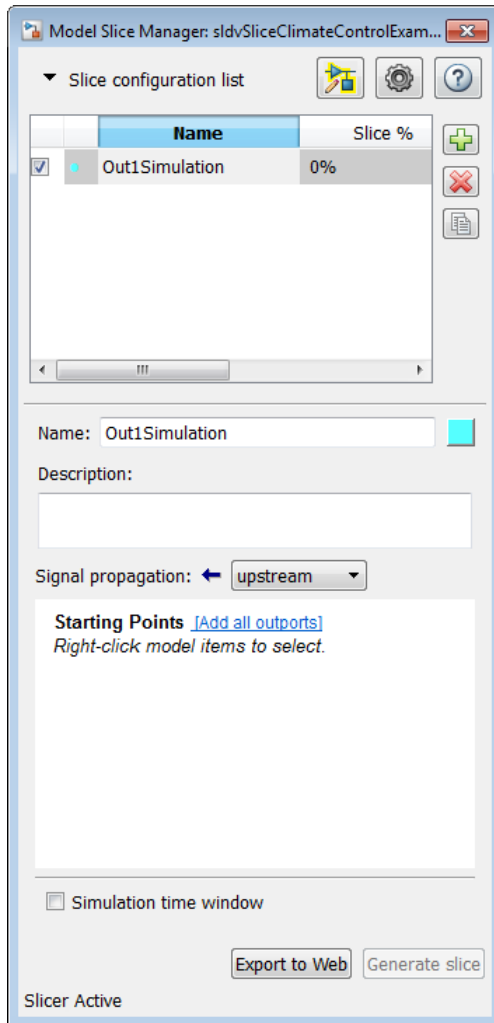 Model Slice Manager: sldvSliceClimateControlExam...
Slice configuration list
Name Slice %
Out1Simulation 0%
Name: Out1Simulation
Description:
Signal propagation: upstream
Starting Points [Add all outports]
Right-click model items to select.
Simulation time window
Export to Web Generate slice
Slicer Active